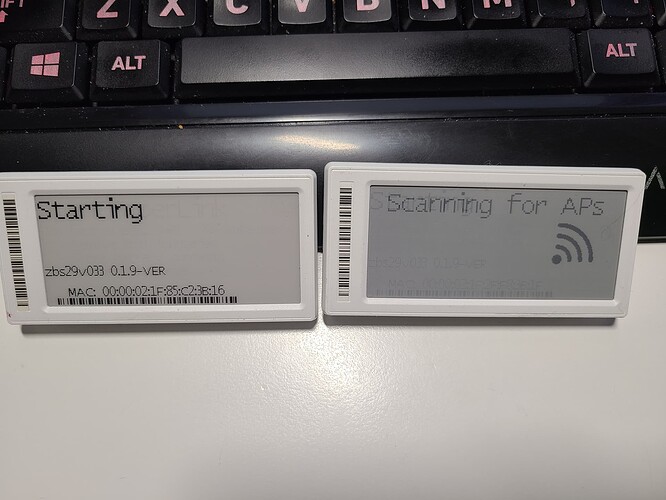 Z X C V B N M
ALT
ALT
Starting
zbs29v033 0.1.9-VER
MAC: 00:00:02:1F:85:C2:3B:16
Scanning for APs